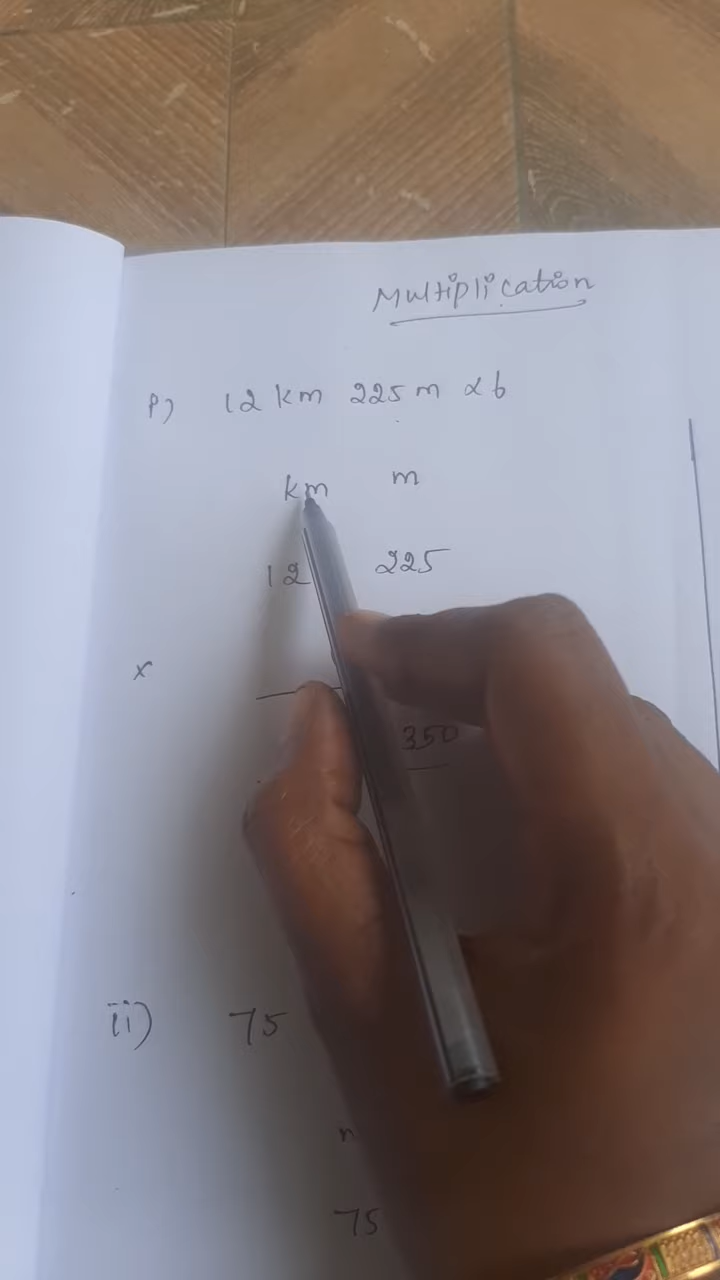 Multiplication
i) 12 km 225 m x 6
km m
12 225
x
350
ii) 75
75